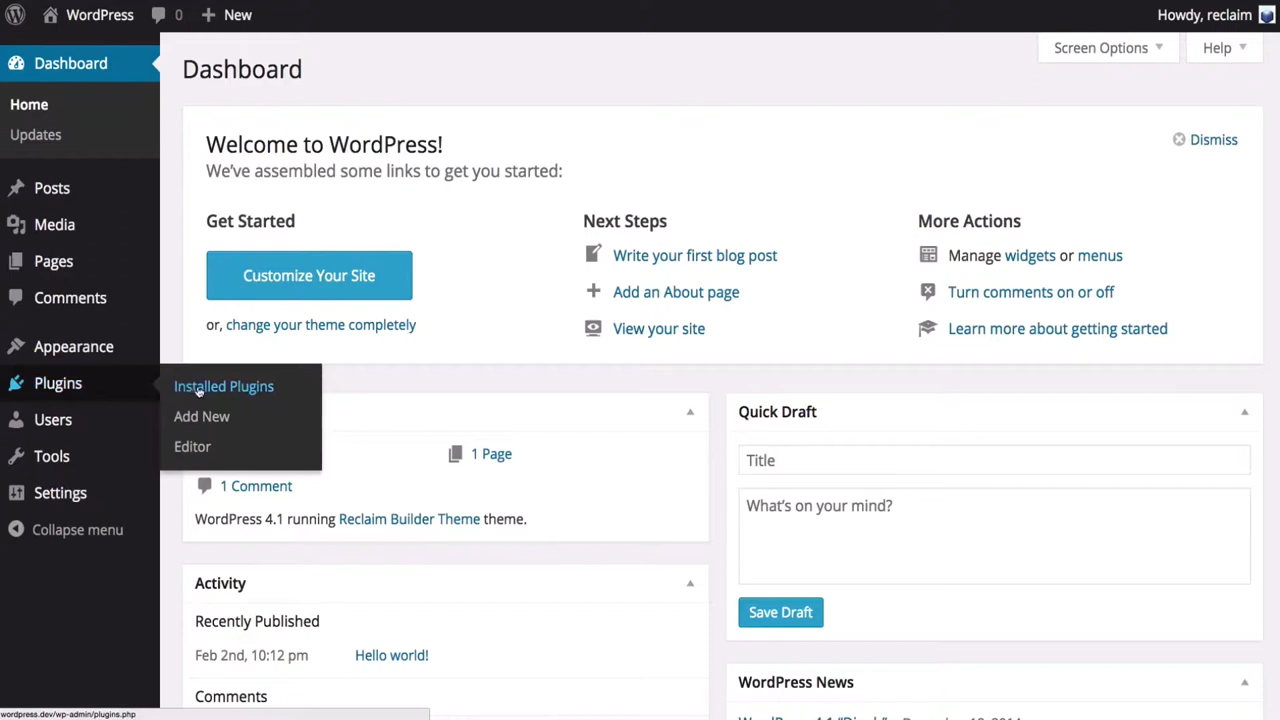 WordPress 0 New Howdy, reclaim
Screen Options Help
Dashboard
Home
Updates
Posts
Media
Pages
Comments
Appearance
Plugins
Users
Tools
Settings
Collapse menu
Installed Plugins
Add New
Editor
Dashboard
Welcome to WordPress!
Dismiss
We've assembled some links to get you started:
Get Started
Customize Your Site
or, change your theme completely
Next Steps
Write your first blog post
Add an About page
View your site
More Actions
Manage widgets or menus
Turn comments on or off
Learn more about getting started
1 Page
1 Comment
WordPress 4.1 running Reclaim Builder Theme theme.
Activity
Recently Published
Feb 2nd, 10:12 pm Hello world!
Comments
Quick Draft
Title
What's on your mind?
Save Draft
WordPress News
wordpress.dev/wp-admin/plugins.php